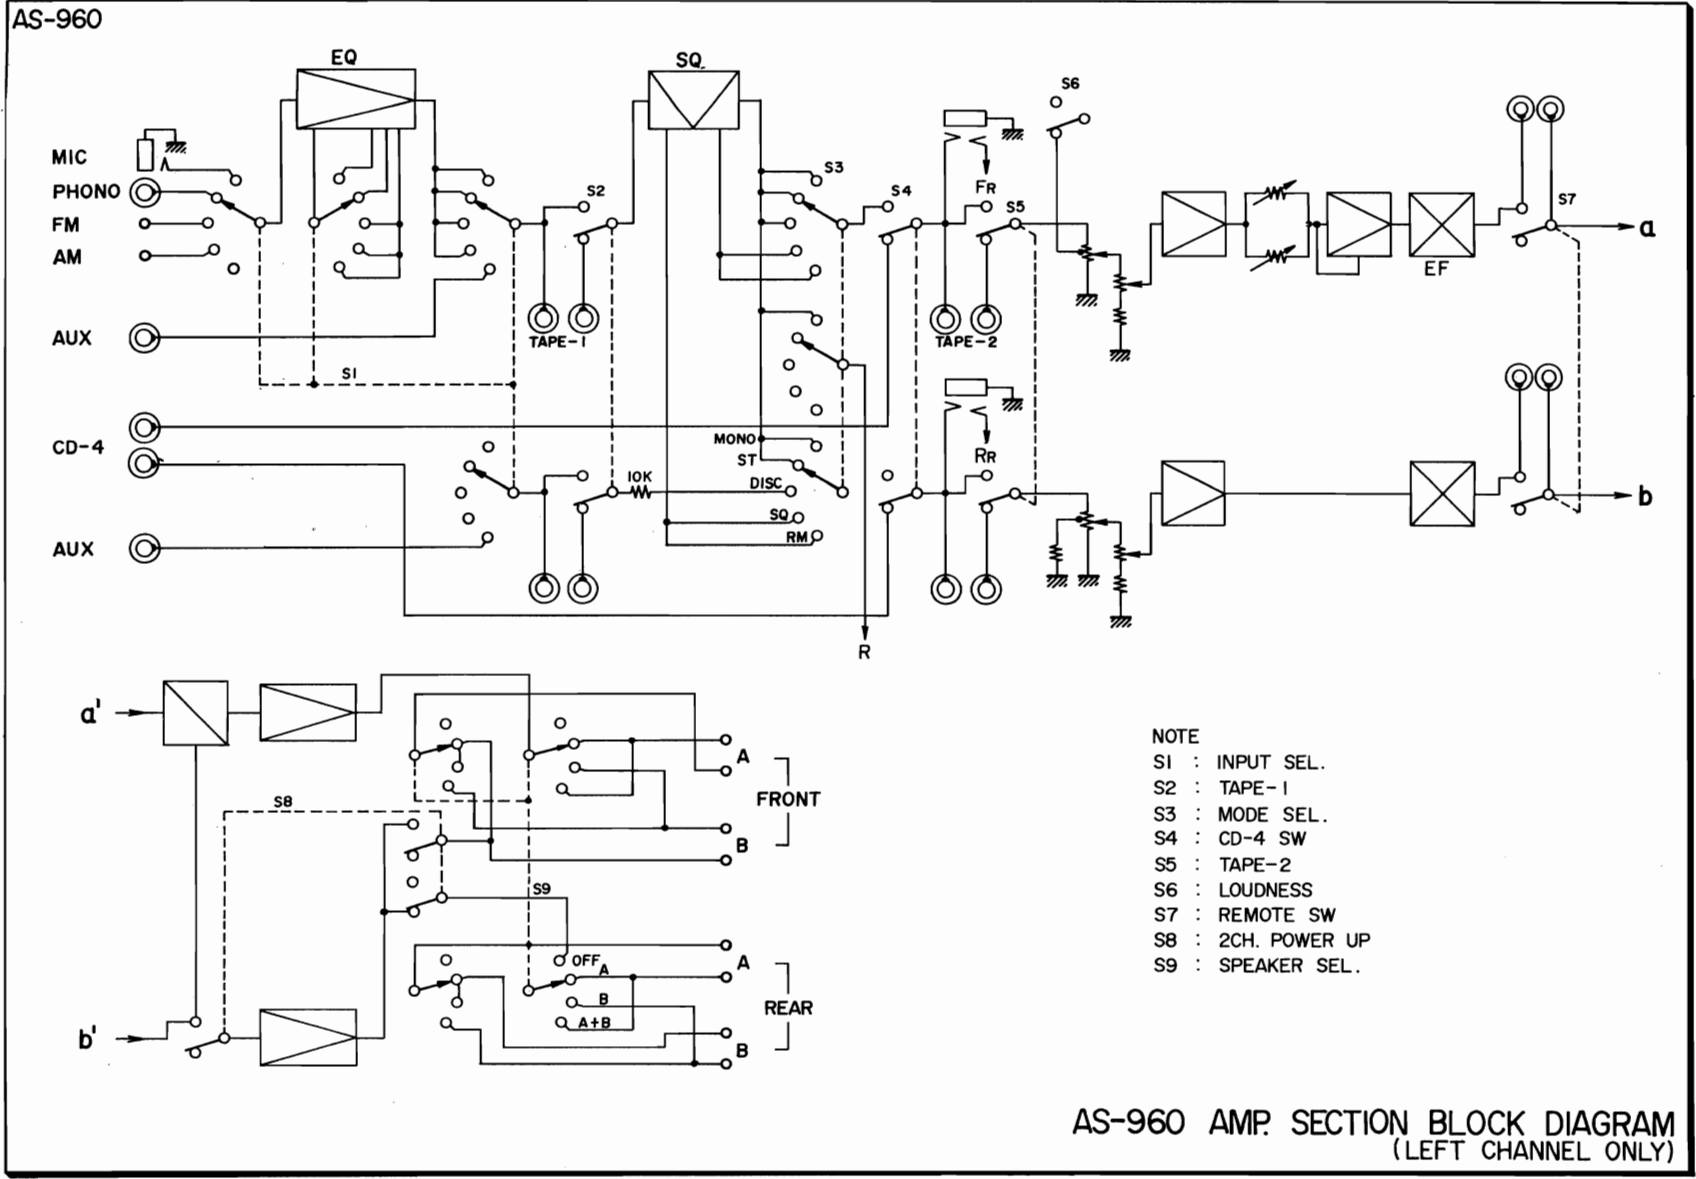 AS-960
EQ
SQ
S6
MIC
PHONO
FM
AM
S2
S3
S4
FR
S5
S7
a
EF
AUX
TAPE-1
TAPE-2
S1
CD-4
MONO
ST
10K
DISC
SQ
RM
RR
b
AUX
R
a'
A
FRONT
B
S8
S9
OFF
A
B
A+B
A
REAR
B
b'
NOTE
S1 : INPUT SEL.
S2 : TAPE-1
S3 : MODE SEL.
S4 : CD-4 SW
S5 : TAPE-2
S6 : LOUDNESS
S7 : REMOTE SW
S8 : 2CH. POWER UP
S9 : SPEAKER SEL.
AS-960 AMP. SECTION BLOCK DIAGRAM
(LEFT CHANNEL ONLY)